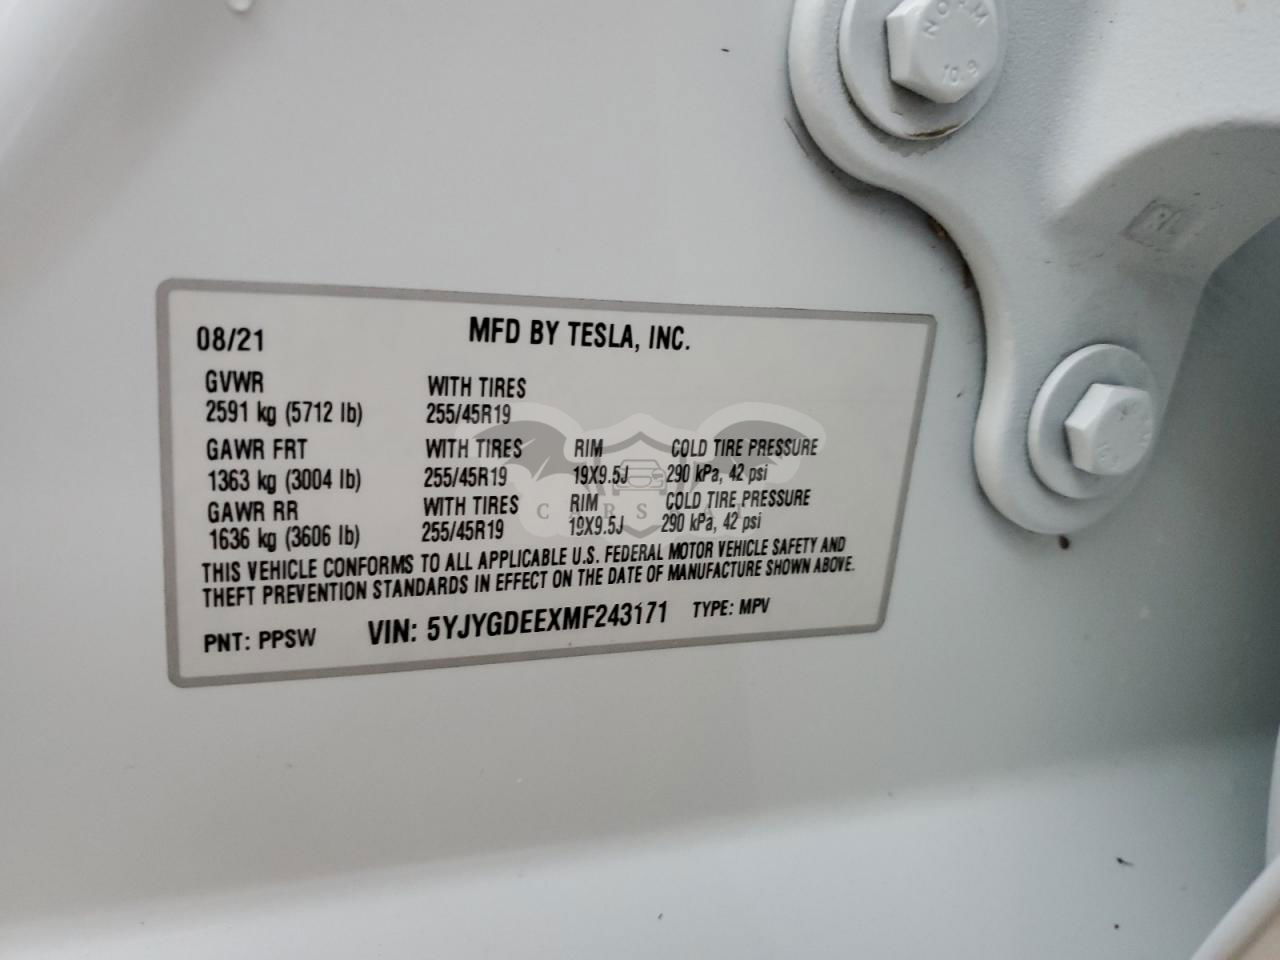 NORM
10.9
RL
08/21 MFD BY TESLA, INC.
GVWR WITH TIRES
2591 kg (5712 lb) 255/45R19
GAWR FRT WITH TIRES RIM COLD TIRE PRESSURE
1363 kg (3004 lb) 255/45R19 19X9.5J 290 kPa, 42 psi
GAWR RR WITH TIRES RIM COLD TIRE PRESSURE
1636 kg (3606 lb) 255/45R19 19X9.5J 290 kPa, 42 psi
THIS VEHICLE CONFORMS TO ALL APPLICABLE U.S. FEDERAL MOTOR VEHICLE SAFETY AND
THEFT PREVENTION STANDARDS IN EFFECT ON THE DATE OF MANUFACTURE SHOWN ABOVE.
PNT: PPSW VIN: 5YJYGDEEXMF243171 TYPE: MPV